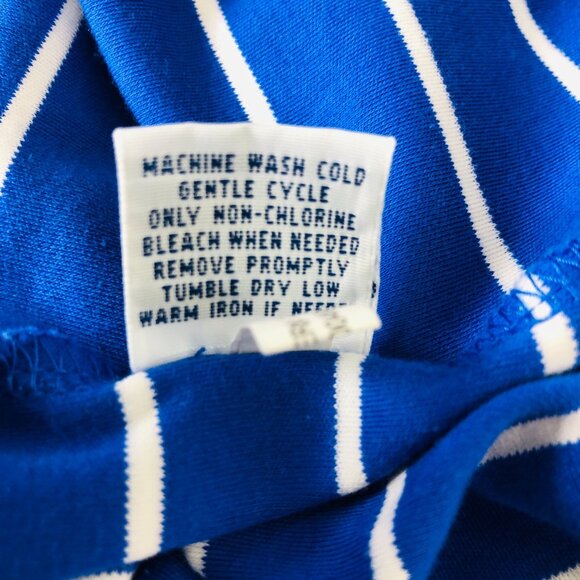 MACHINE WASH COLD
GENTLE CYCLE
ONLY NON-CHLORINE
BLEACH WHEN NEEDED
REMOVE PROMPTLY
TUMBLE DRY LOW
WARM IRON IF